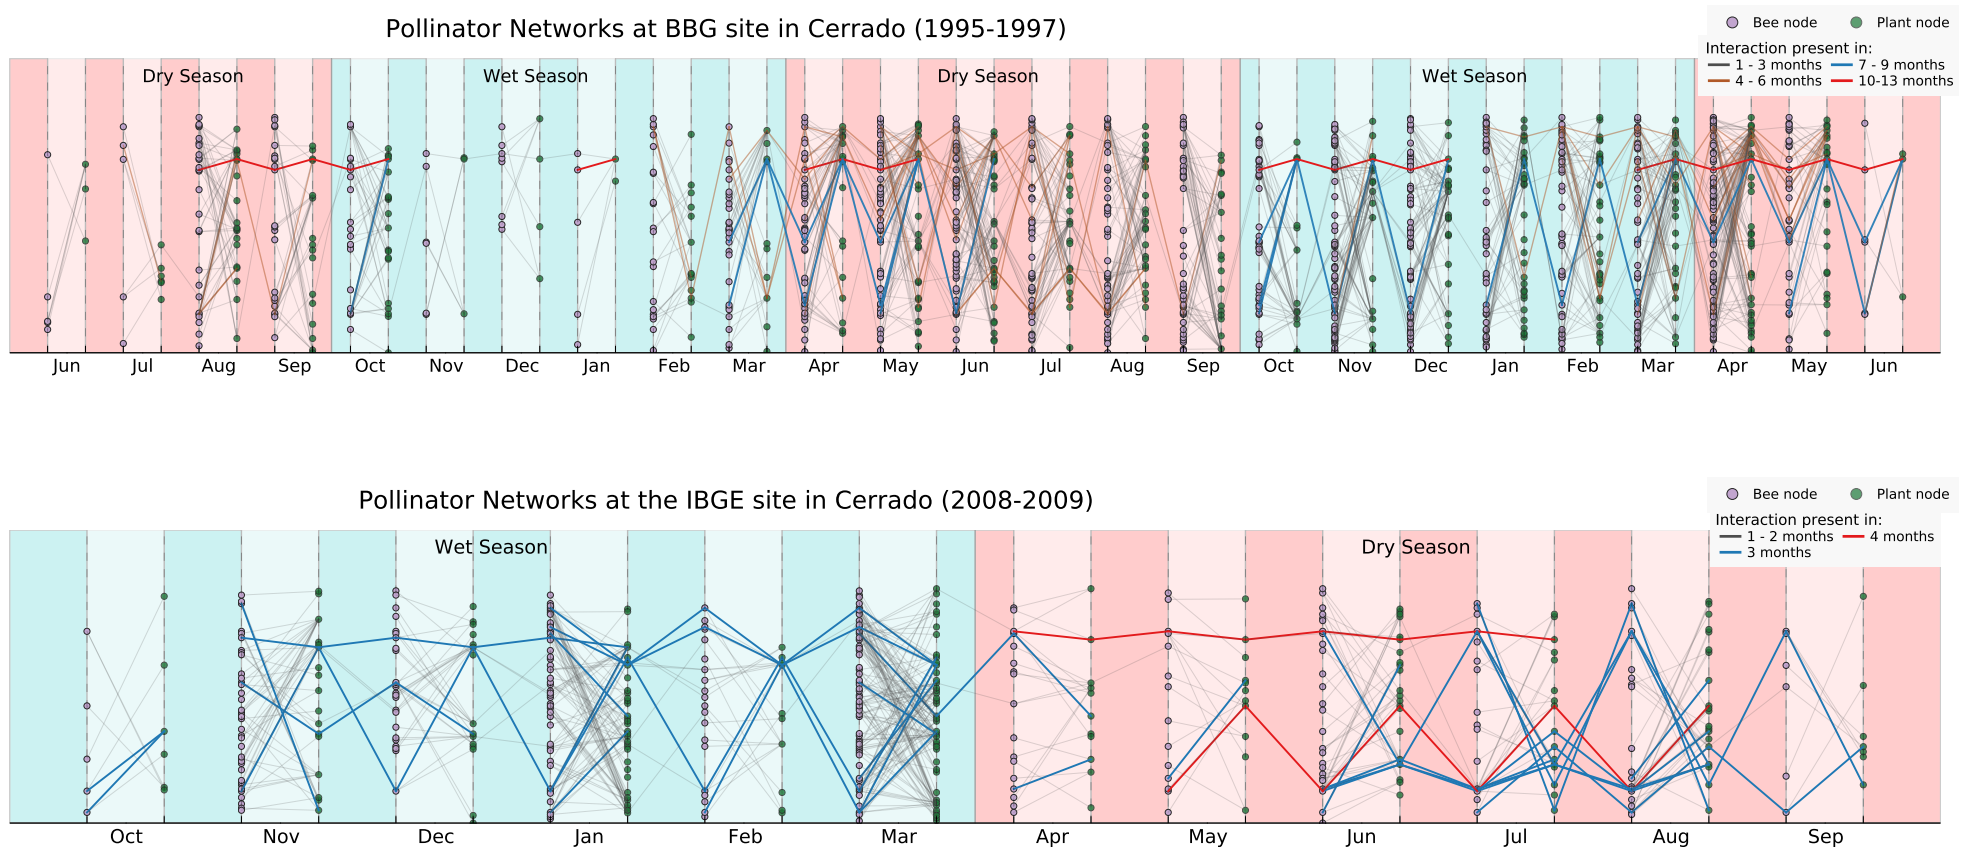 Pollinator Networks at BBG site in Cerrado (1995-1997)
Bee node Plant node
Interaction present in:
1 - 3 months 7 - 9 months
4 - 6 months 10-13 months
Dry Season Wet Season Dry Season Wet Season
Jun Jul Aug Sep Oct Nov Dec Jan Feb Mar Apr May Jun Jul Aug Sep Oct Nov Dec Jan Feb Mar Apr May Jun
Pollinator Networks at the IBGE site in Cerrado (2008-2009)
Bee node Plant node
Interaction present in:
1 - 2 months 4 months
3 months
Wet Season Dry Season
Oct Nov Dec Jan Feb Mar Apr May Jun Jul Aug Sep